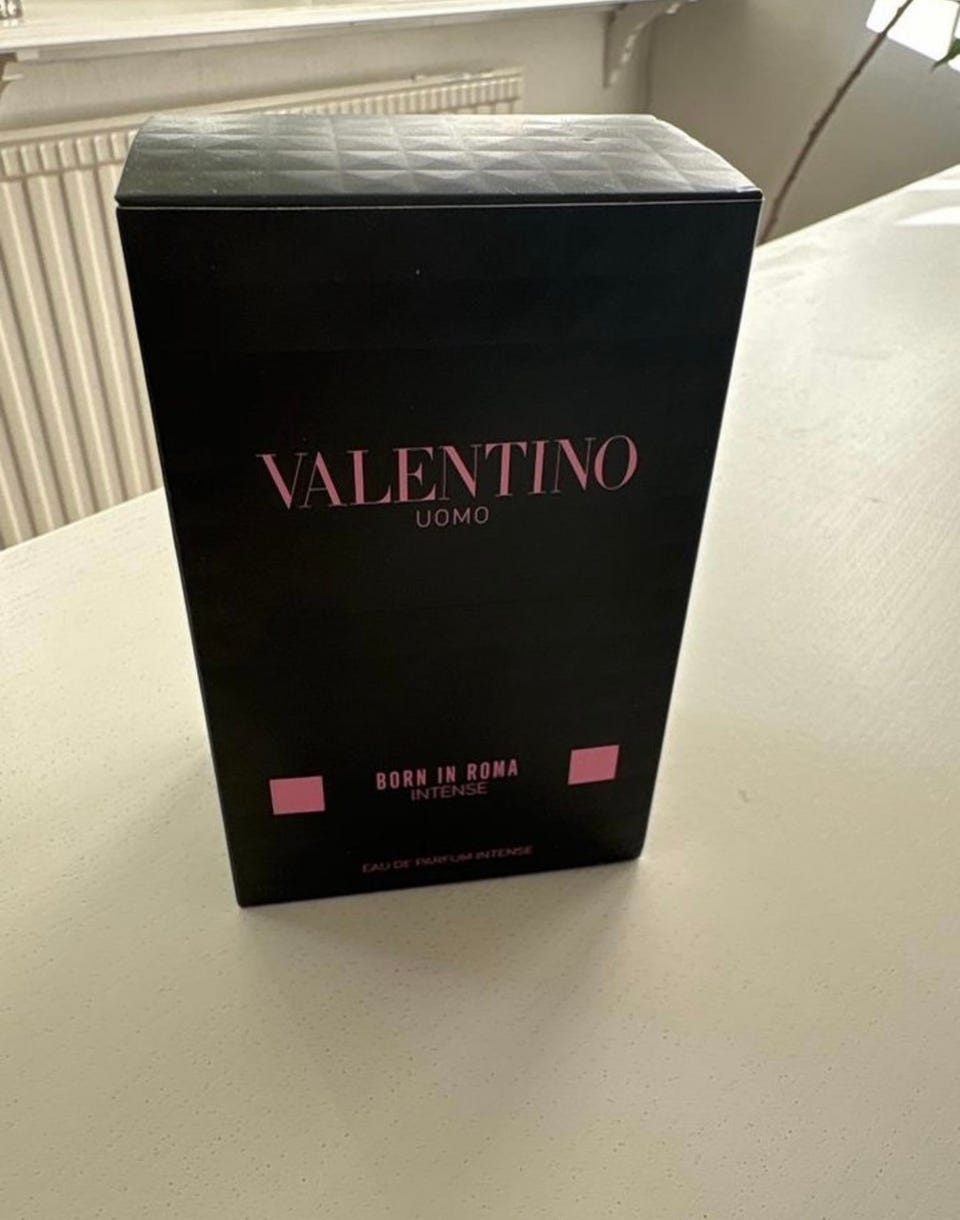 VALENTINO
UOMO
BORN IN ROMA
INTENSE
EAU DE PARFUM INTENSE